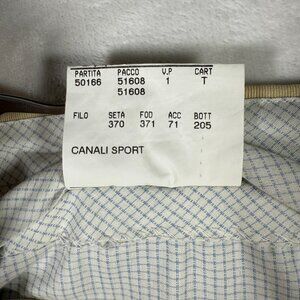 PARTITA PACCO V.P CART
50166 51608 1 T
51608
FILO SETA FOD ACC BOTT
370 371 71 205
CANALI SPORT